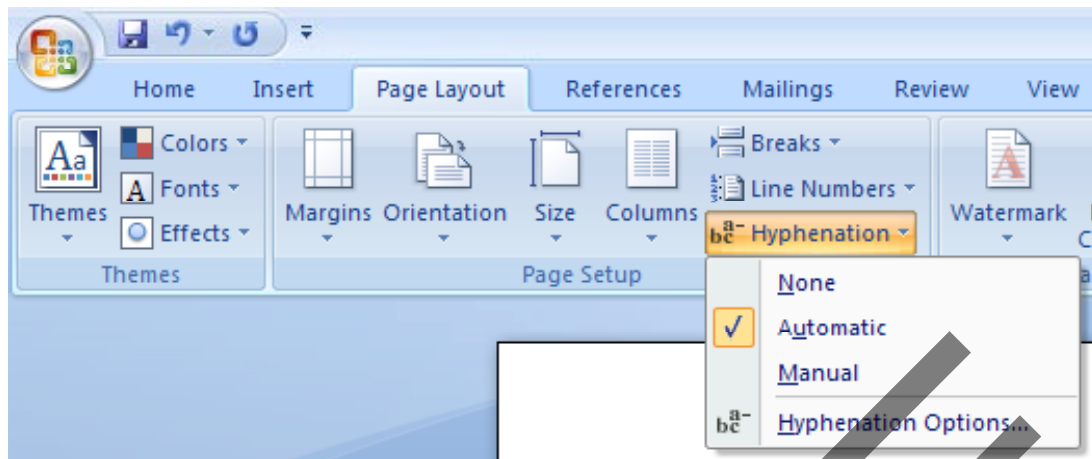 Home Insert Page Layout References Mailings Review View
Aa Colors Breaks A
A Fonts Line Numbers
Themes Margins Orientation Size Columns Watermark
Effects Hyphenation
Themes Page Setup
None
Automatic
Manual
Hyphenation Options...